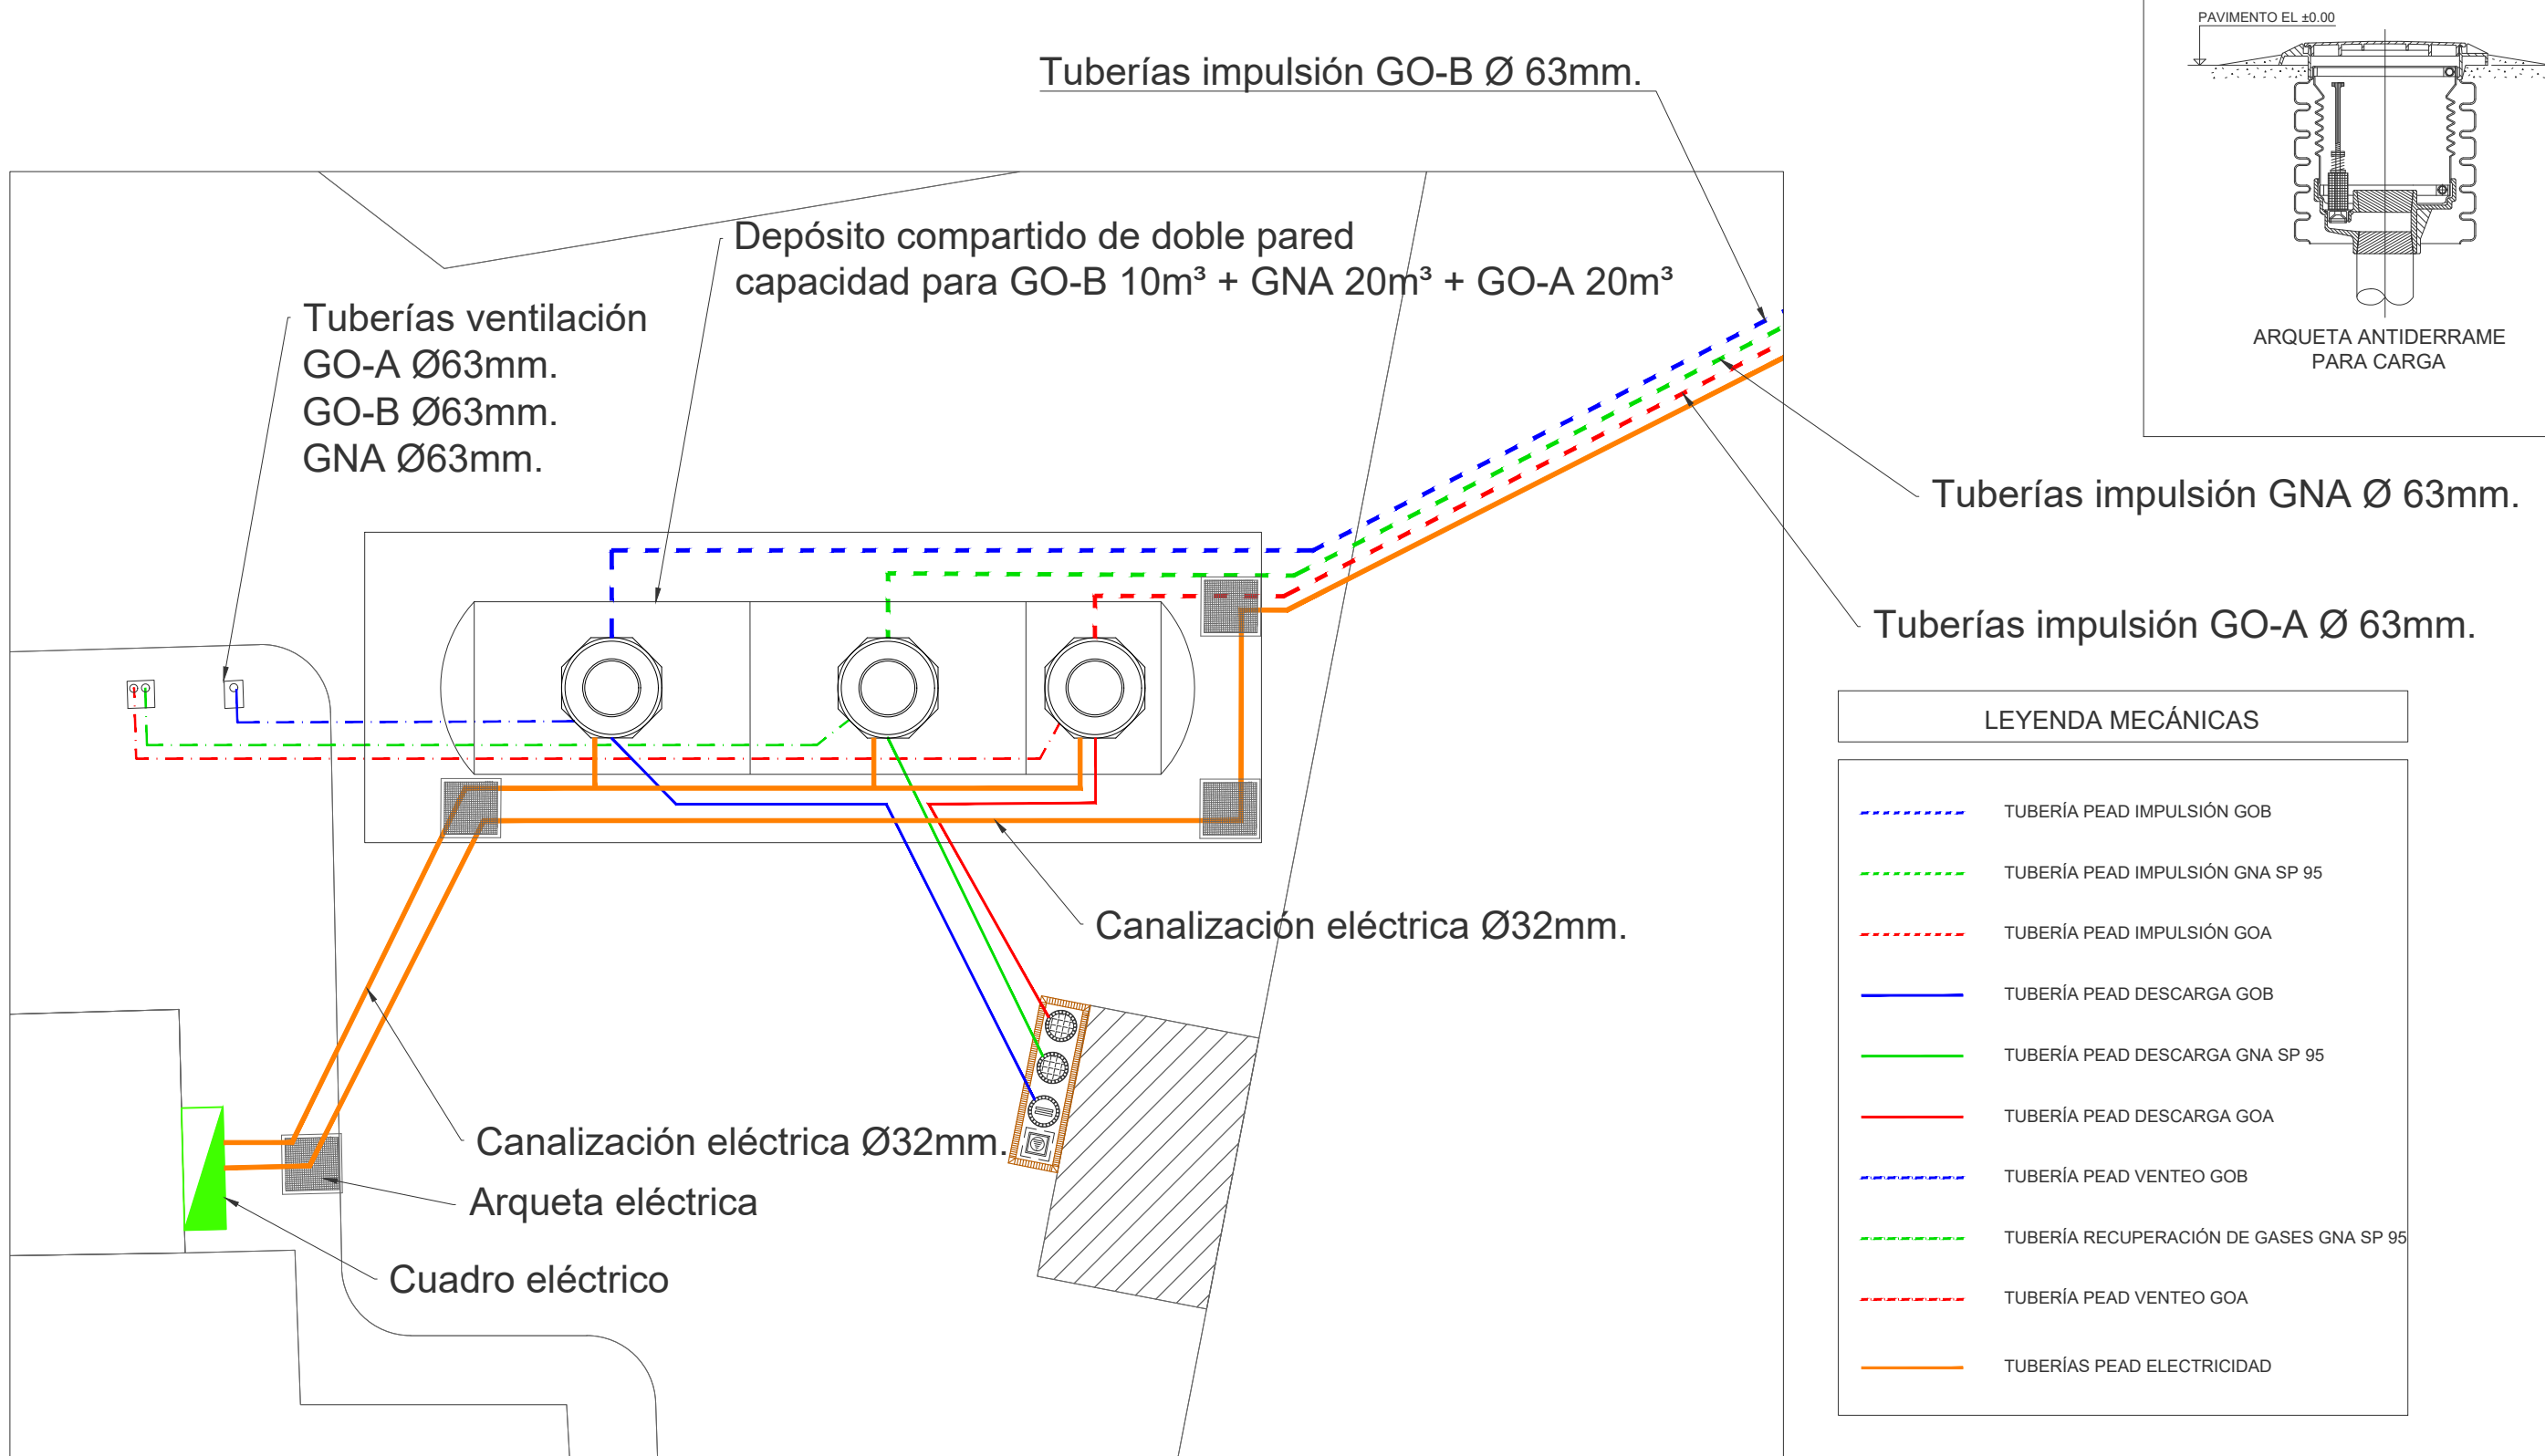 PAVIMENTO EL ±0.00
Tuberías impulsión GO-B Ø 63mm.
Depósito compartido de doble pared
capacidad para GO-B 10m³ + GNA 20m³ + GO-A 20m³
Tuberías ventilación
GO-A Ø63mm.
GO-B Ø63mm.
GNA Ø63mm.
ARQUETA ANTIDERRAME
PARA CARGA
Tuberías impulsión GNA Ø 63mm.
Tuberías impulsión GO-A Ø 63mm.
LEYENDA MECÁNICAS
TUBERÍA PEAD IMPULSIÓN GOB
TUBERÍA PEAD IMPULSIÓN GNA SP 95
TUBERÍA PEAD IMPULSIÓN GOA
TUBERÍA PEAD DESCARGA GOB
TUBERÍA PEAD DESCARGA GNA SP 95
TUBERÍA PEAD DESCARGA GOA
TUBERÍA PEAD VENTEO GOB
TUBERÍA RECUPERACIÓN DE GASES GNA SP 95
TUBERÍA PEAD VENTEO GOA
TUBERÍAS PEAD ELECTRICIDAD
Canalización eléctrica Ø32mm.
Canalización eléctrica Ø32mm.
Arqueta eléctrica
Cuadro eléctrico